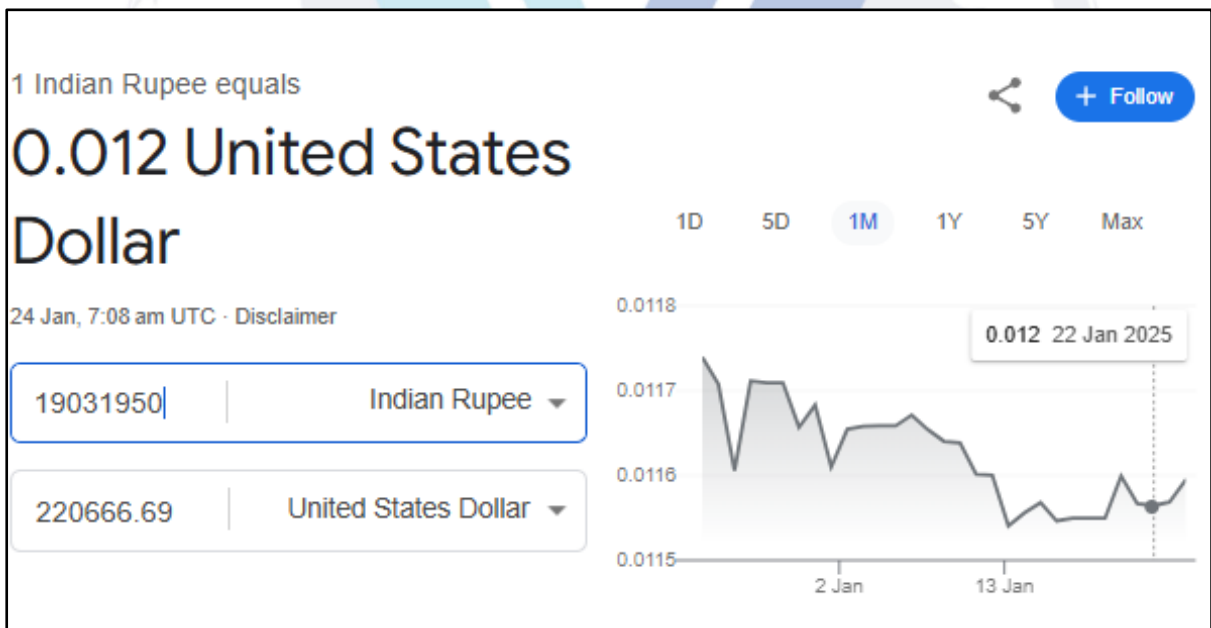 1 Indian Rupee equals
0.012 United States
Dollar
24 Jan, 7:08 am UTC · Disclaimer
19031950 Indian Rupee
220666.69 United States Dollar
+ Follow
1D 5D 1M 1Y 5Y Max
0.0118
0.012 22 Jan 2025
0.0117
0.0116
0.0115
2 Jan 13 Jan